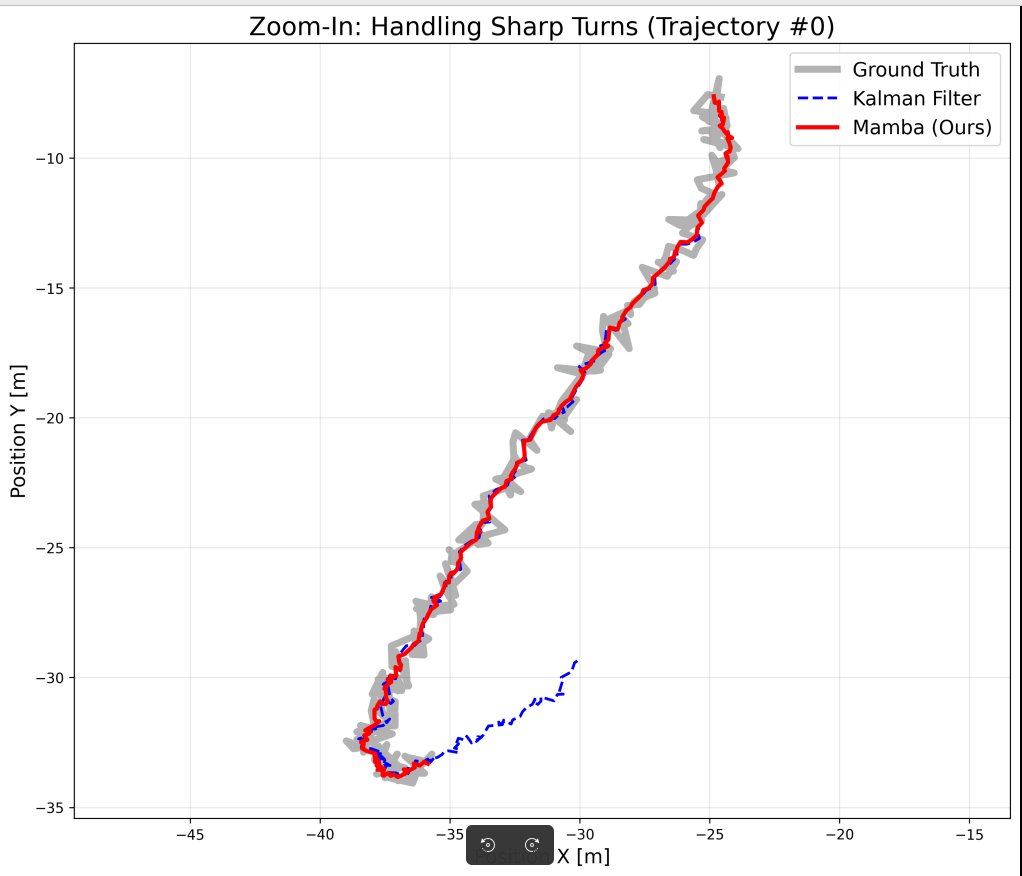 Zoom-In: Handling Sharp Turns (Trajectory #0)
Ground Truth
Kalman Filter
Mamba (Ours)
Position Y [m]
−10
−15
−20
−25
−30
−35
−45
−40
−35
−30
−25
−20
−15
X [m]